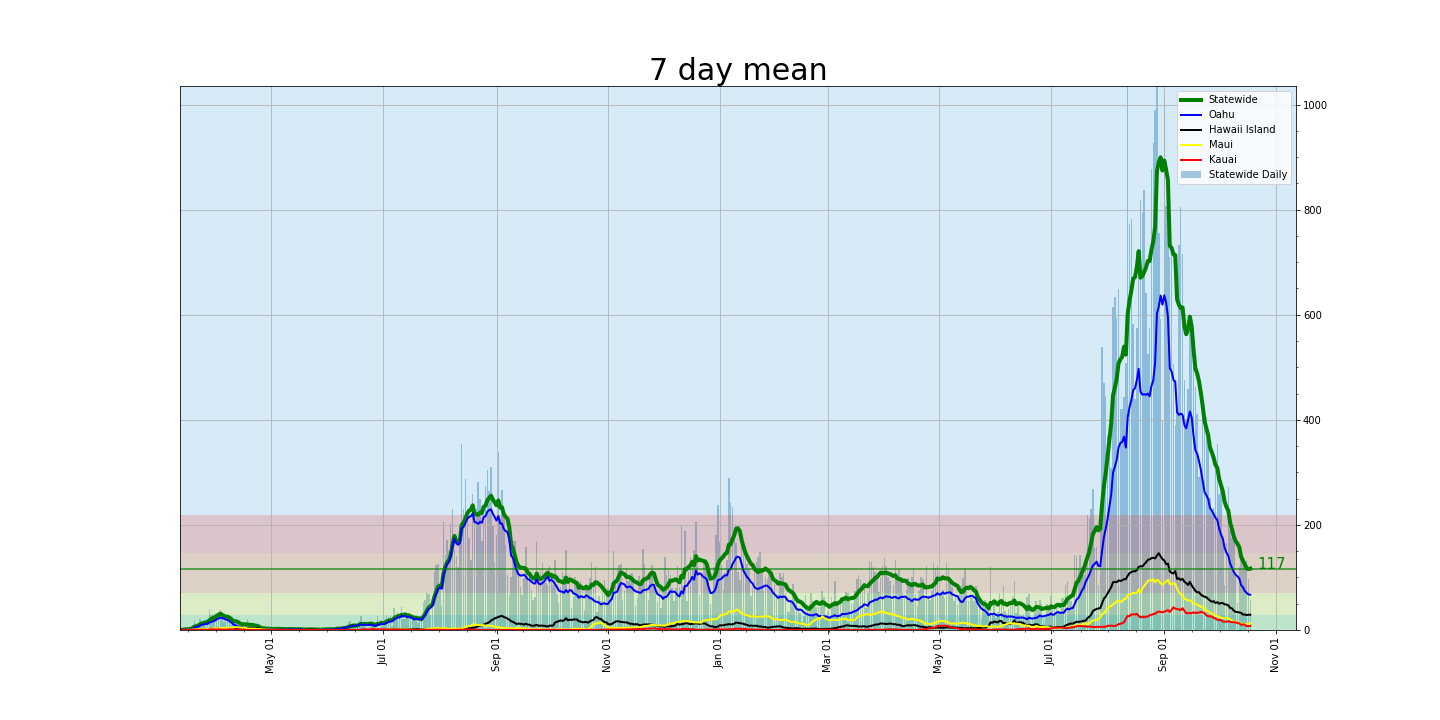 7 day mean
Statewide
Oahu
Hawaii Island
Maui
Kauai
Statewide Daily
1000
800
600
400
200
0
117
May 01
Jul 01
Sep 01
Nov 01
Jan 01
Mar 01
May 01
Jul 01
Sep 01
Nov 01